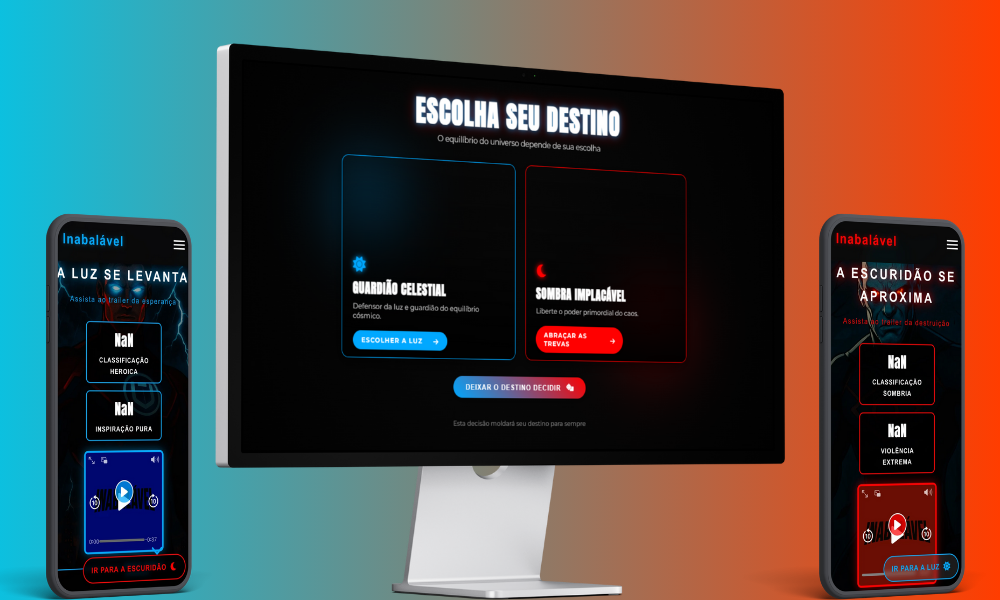 ESCOLHA SEU DESTINO
O equilíbrio do universo depende de sua escolha
GUARDIÃO CELESTIAL
Defensor da luz e guardião do equilíbrio
cósmico.
ESCOLHER A LUZ
SOMBRA IMPLACÁVEL
Liberte o poder primordial do caos.
ABRAÇAR AS
TREVAS
DEIXAR O DESTINO DECIDIR
Esta decisão moldará seu destino para sempre
Inabalável
A LUZ SE LEVANTA
Assista ao trailer da esperança
NaN
CLASSIFICAÇÃO
HEROICA
NaN
INSPIRAÇÃO PURA
10
10
0:00
-0:37
IR PARA A ESCURIDÃO
Inabalável
A ESCURIDÃO SE
APROXIMA
Assista ao trailer da destruição
NaN
CLASSIFICAÇÃO
SOMBRIA
NaN
VIOLÊNCIA
EXTREMA
10
10
IR PARA A LUZ